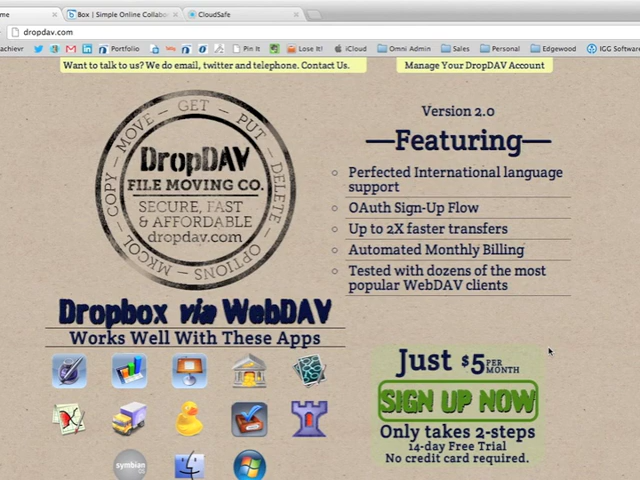 me
Box | Simple Online Collabo
CloudSafe
dropdav.com
achievr
Portfolio
Pin It
Lose It!
iCloud
Omni Admin
Sales
Personal
Edgewood
IGG Software
Want to talk to us? We do email, twitter and telephone. Contact Us.
Manage Your DropDAV Account
COPY — MOVE — GET — PUT — DELETE — OPTIONS — MKCOL
DropDAV
FILE MOVING CO.
SECURE, FAST
& AFFORDABLE
dropdav.com
Version 2.0
—Featuring—
Perfected International language
support
OAuth Sign-Up Flow
Up to 2X faster transfers
Automated Monthly Billing
Tested with dozens of the most
popular WebDAV clients
Dropbox via WebDAV
Works Well With These Apps
symbian
Just $5 PER MONTH
SIGN UP NOW
Only takes 2-steps
14-day Free Trial
No credit card required.